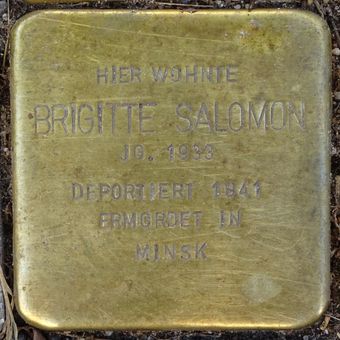 HIER WOHNTE
BRIGITTE SALOMON
JG. 1933
DEPORTIERT 1941
ERMORDET IN
MINSK